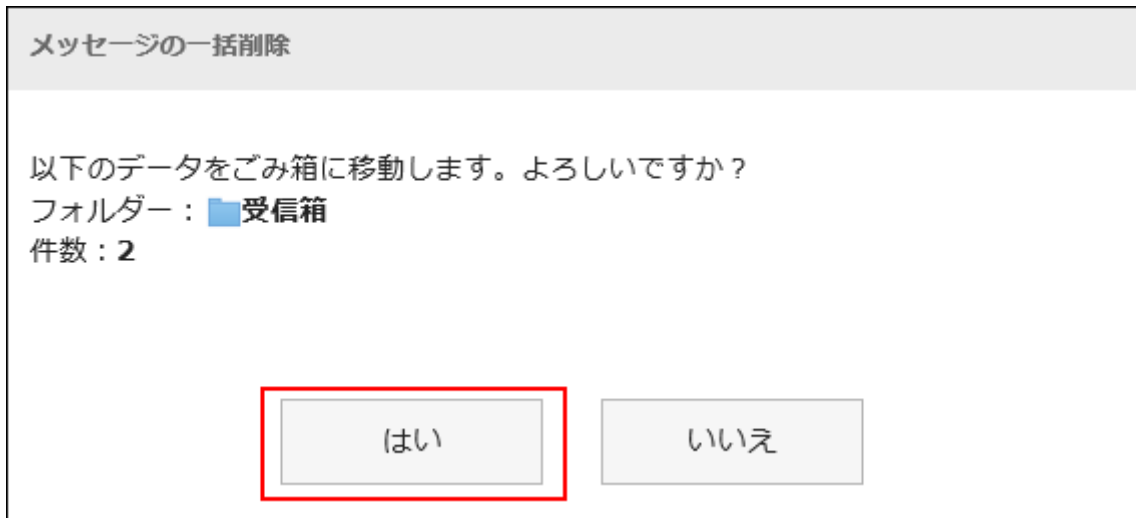 メッセージの一括削除
以下のデータをごみ箱に移動します。よろしいですか？
フォルダー：受信箱
件数：2
はい
いいえ